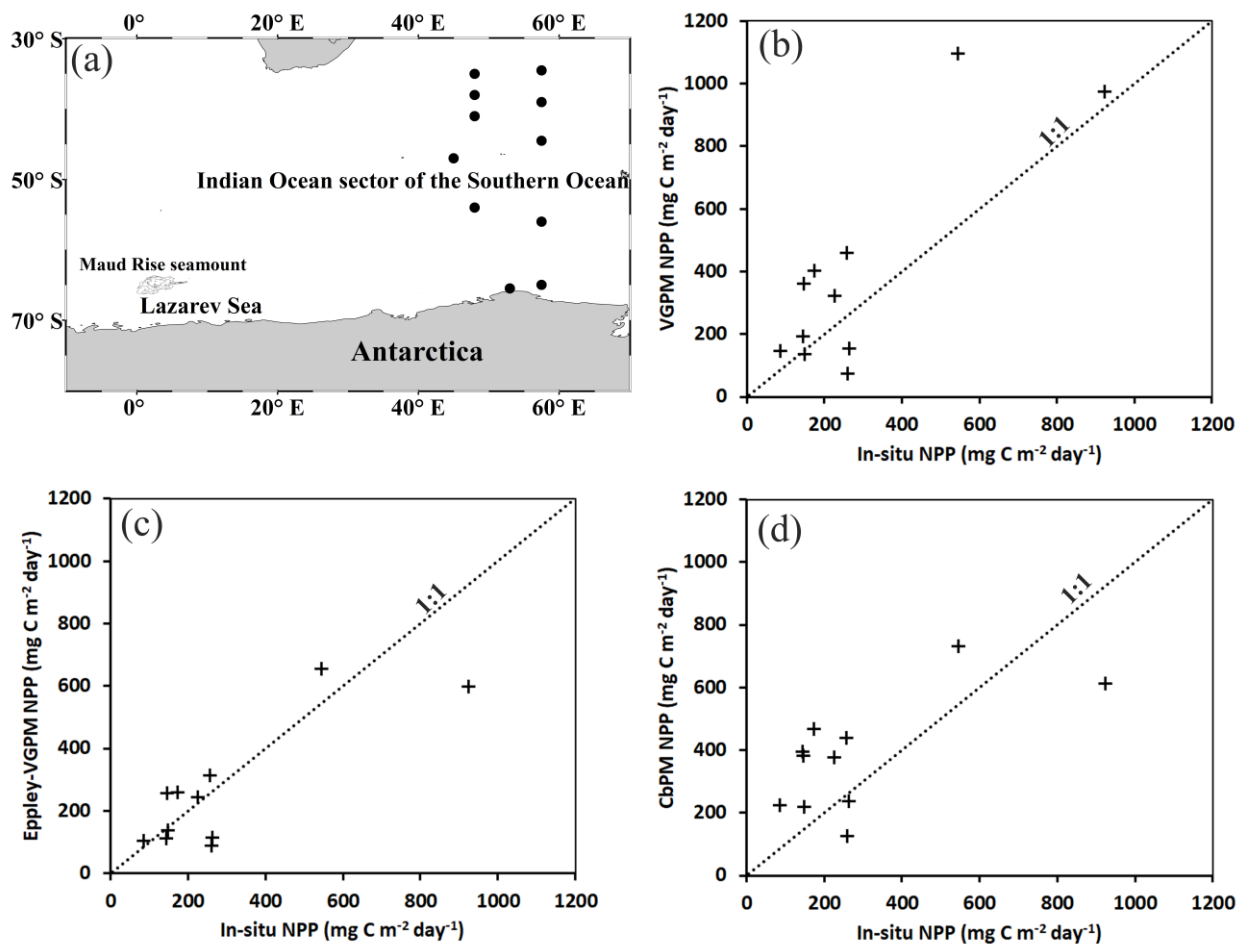 0° 20° E 40° E 60° E
30° S
(a)
50° S
Indian Ocean sector of the Southern Ocean
Maud Rise seamount
Lazarev Sea
70° S
Antarctica
0° 20° E 40° E 60° E
(b)
1:1
1200
1000
800
600
400
200
0
VGPM NPP (mg C m⁻² day⁻¹)
0 200 400 600 800 1000 1200
In-situ NPP (mg C m⁻² day⁻¹)
(c)
1:1
1200
1000
800
600
400
200
0
Eppley-VGPM NPP (mg C m⁻² day⁻¹)
0 200 400 600 800 1000 1200
In-situ NPP (mg C m⁻² day⁻¹)
(d)
1:1
1200
1000
800
600
400
200
0
CbPM NPP (mg C m⁻² day⁻¹)
0 200 400 600 800 1000 1200
In-situ NPP (mg C m⁻² day⁻¹)